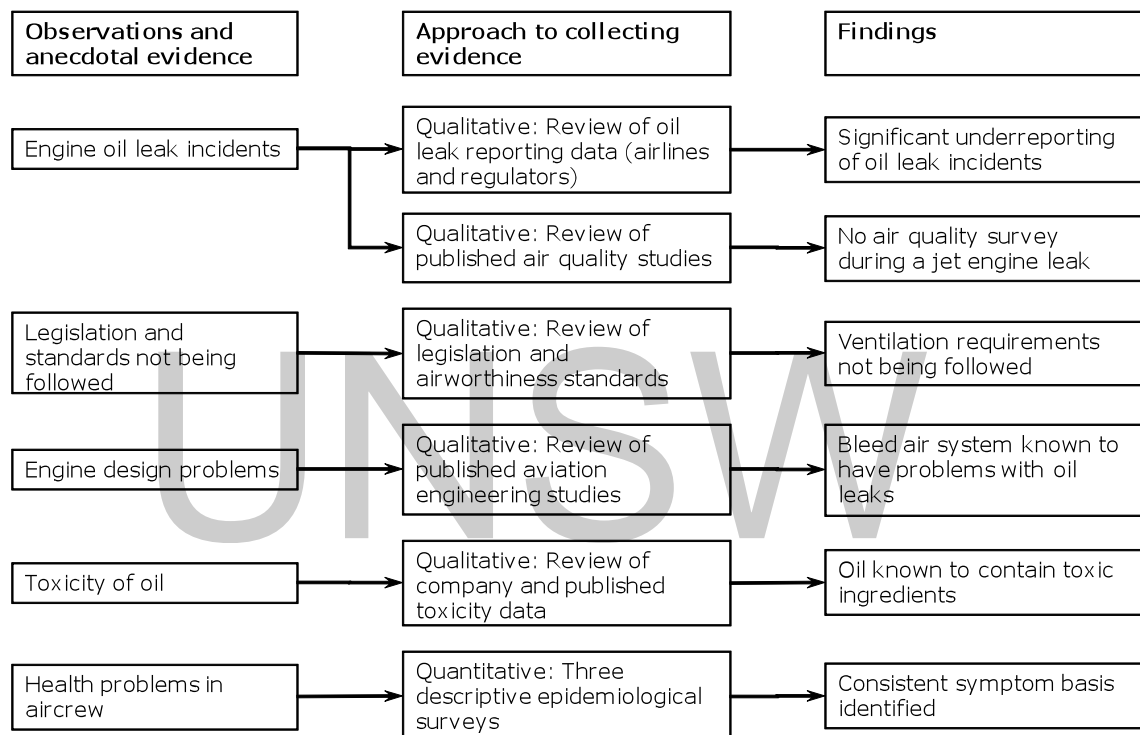 Observations and
anecdotal evidence
Approach to collecting
evidence
Findings
Engine oil leak incidents
Qualitative: Review of oil
leak reporting data (airlines
and regulators)
Significant underreporting
of oil leak incidents
Qualitative: Review of
published air quality studies
No air quality survey
during a jet engine leak
Legislation and
standards not being
followed
Qualitative: Review of
legislation and
airworthiness standards
Ventilation requirements
not being followed
Engine design problems
Qualitative: Review of
published aviation
engineering studies
Bleed air system known to
have problems with oil
leaks
Toxicity of oil
Qualitative: Review of
company and published
toxicity data
Oil known to contain toxic
ingredients
Health problems in
aircrew
Quantitative: Three
descriptive epidemiological
surveys
Consistent symptom basis
identified
UNSW